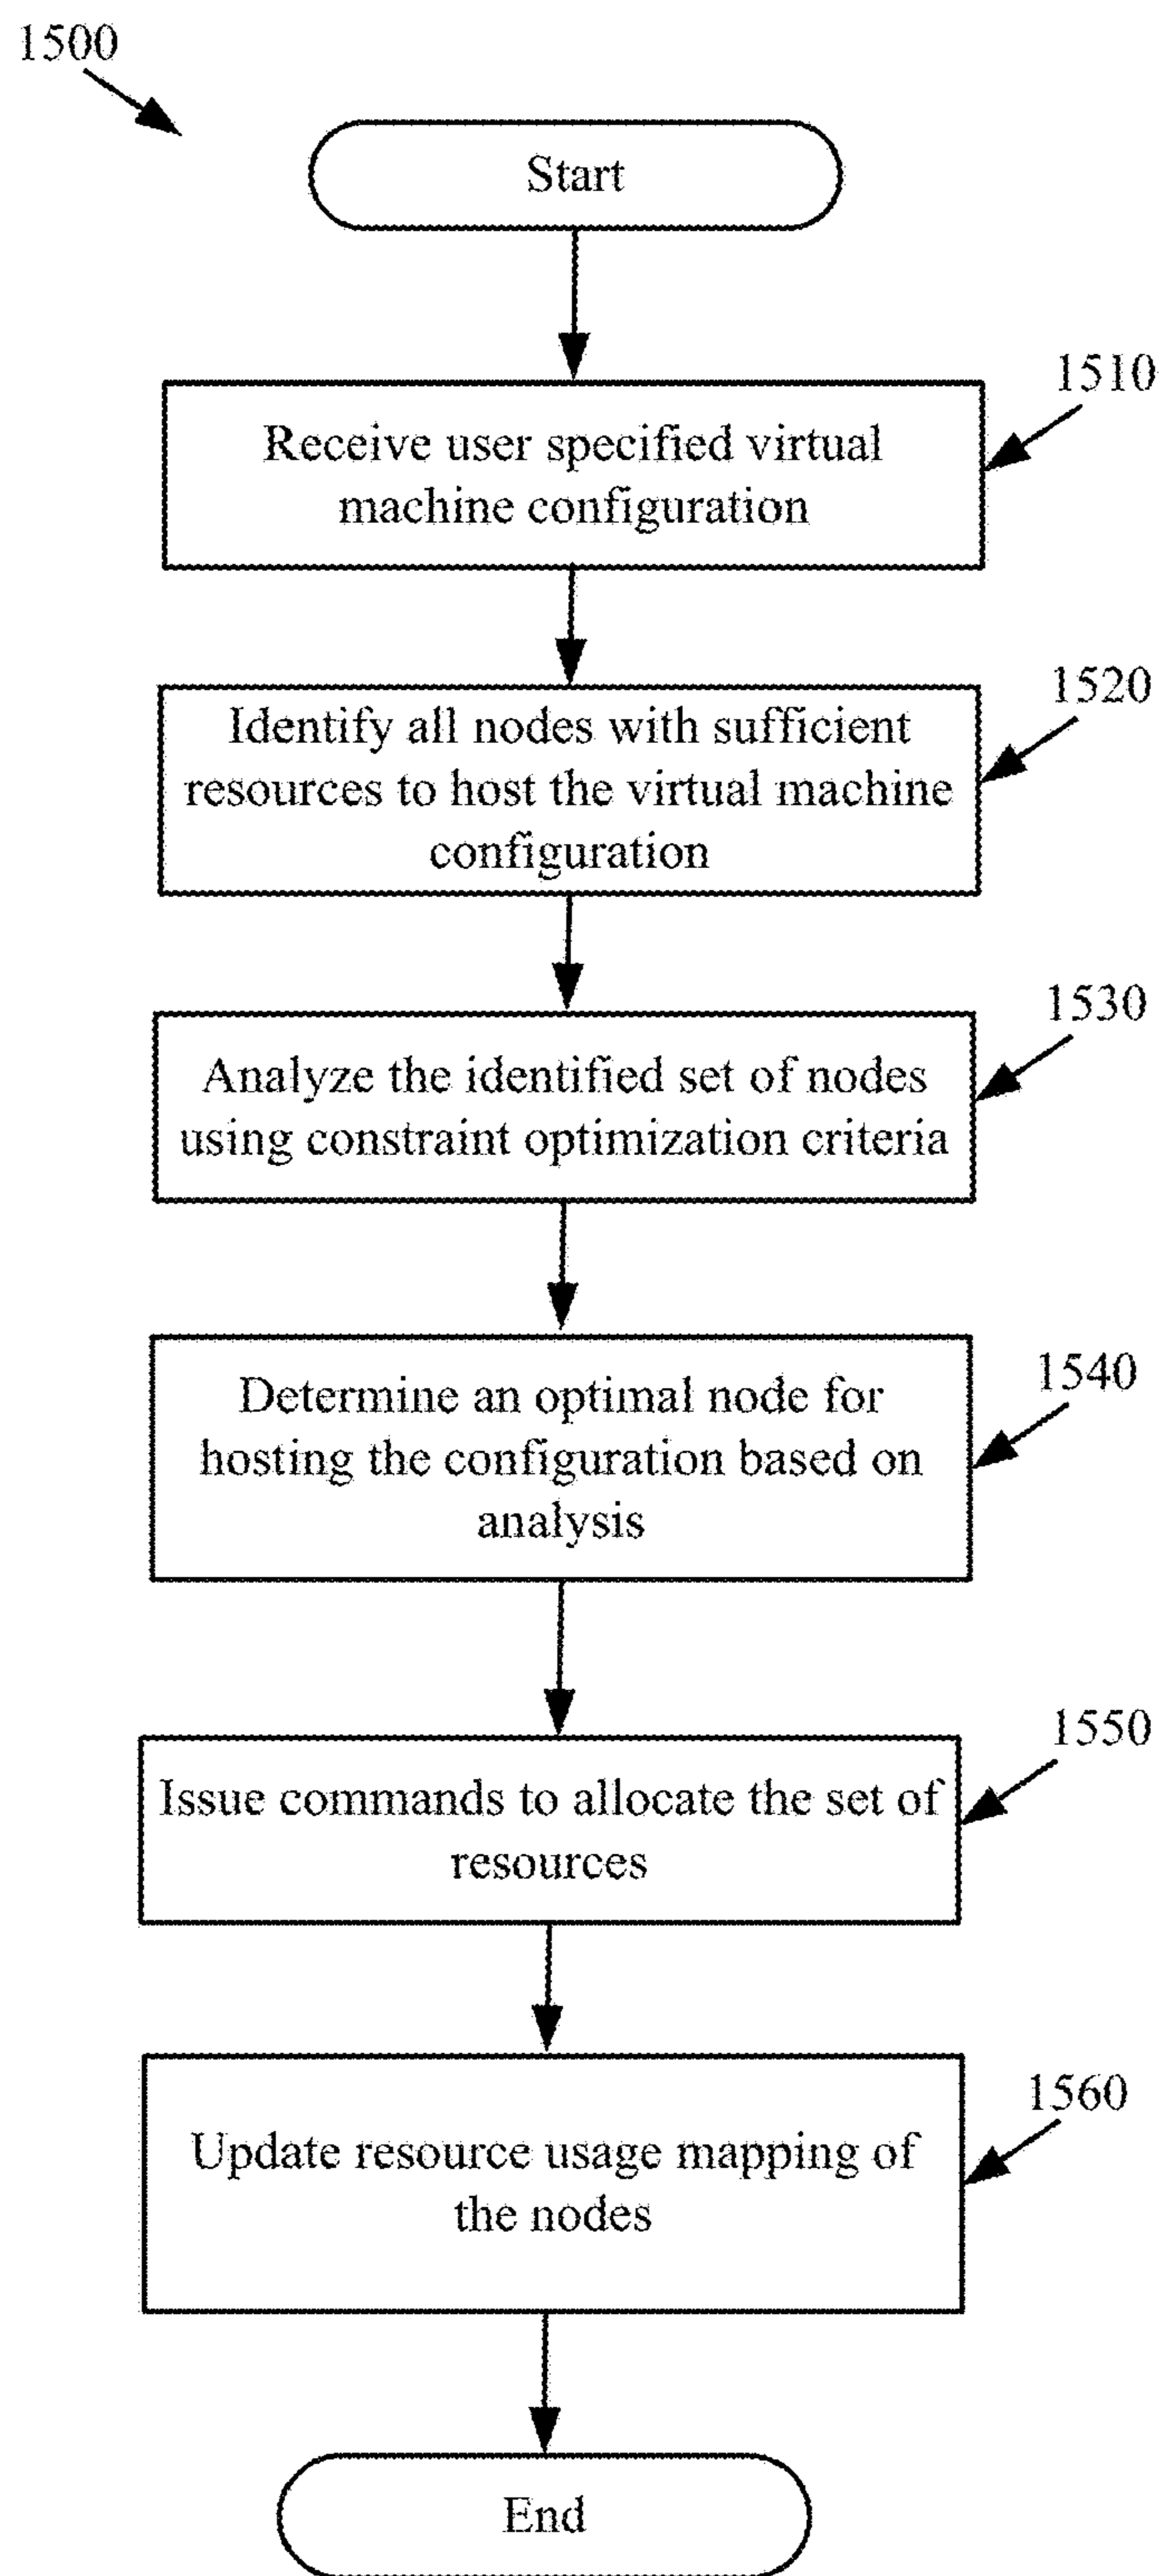 1500
Start
1510
Receive user specified virtual
machine configuration
1520
Identify all nodes with sufficient
resources to host the virtual machine
configuration
1530
Analyze the identified set of nodes
using constraint optimization criteria
1540
Determine an optimal node for
hosting the configuration based on
analysis
1550
Issue commands to allocate the set of
resources
1560
Update resource usage mapping of
the nodes
End